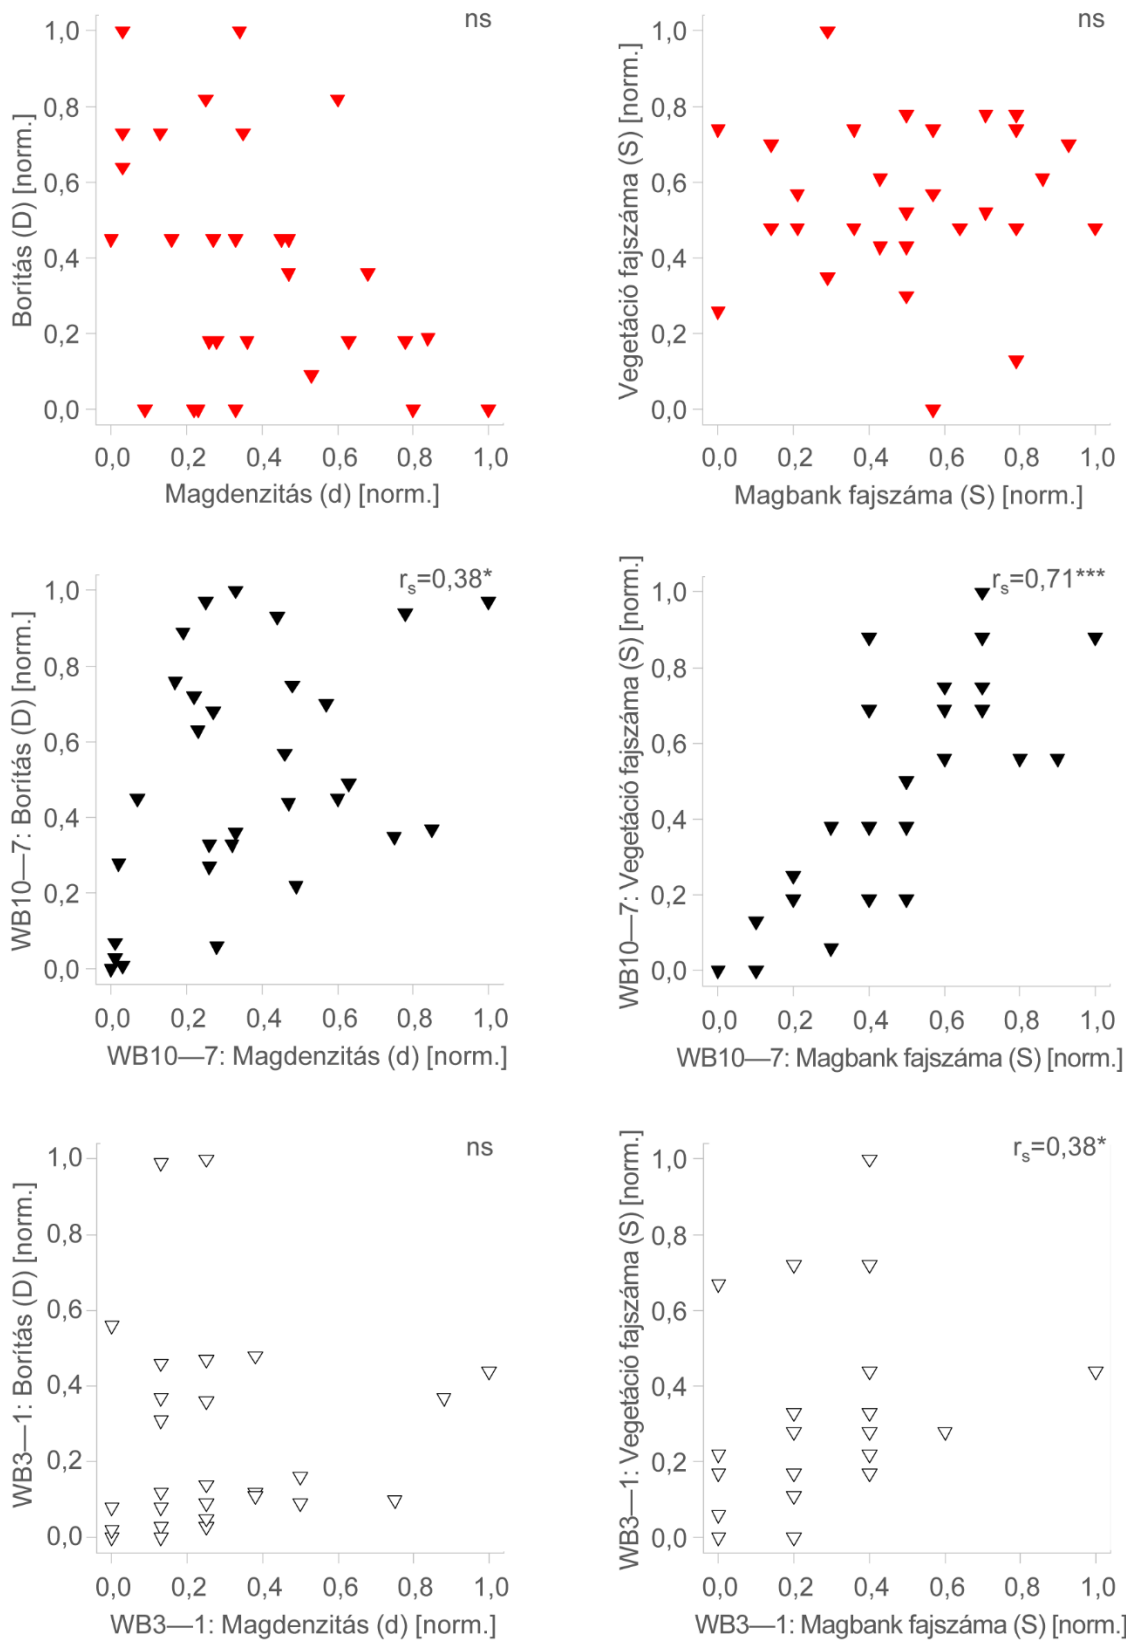 ns
Borítás (D) [norm.]
1,0
0,8
0,6
0,4
0,2
0,0
0,0 0,2 0,4 0,6 0,8 1,0
Magdenzitás (d) [norm.]
ns
Vegetáció fajszáma (S) [norm.]
1,0
0,8
0,6
0,4
0,2
0,0
0,0 0,2 0,4 0,6 0,8 1,0
Magbank fajszáma (S) [norm.]
rs=0,38*
WB10—7: Borítás (D) [norm.]
1,0
0,8
0,6
0,4
0,2
0,0
0,0 0,2 0,4 0,6 0,8 1,0
WB10—7: Magdenzitás (d) [norm.]
rs=0,71***
WB10—7: Vegetáció fajszáma (S) [norm.]
1,0
0,8
0,6
0,4
0,2
0,0
0,0 0,2 0,4 0,6 0,8 1,0
WB10—7: Magbank fajszáma (S) [norm.]
ns
WB3—1: Borítás (D) [norm.]
1,0
0,8
0,6
0,4
0,2
0,0
0,0 0,2 0,4 0,6 0,8 1,0
WB3—1: Magdenzitás (d) [norm.]
rs=0,38*
WB3—1: Vegetáció fajszáma (S) [norm.]
1,0
0,8
0,6
0,4
0,2
0,0
0,0 0,2 0,4 0,6 0,8 1,0
WB3—1: Magbank fajszáma (S) [norm.]